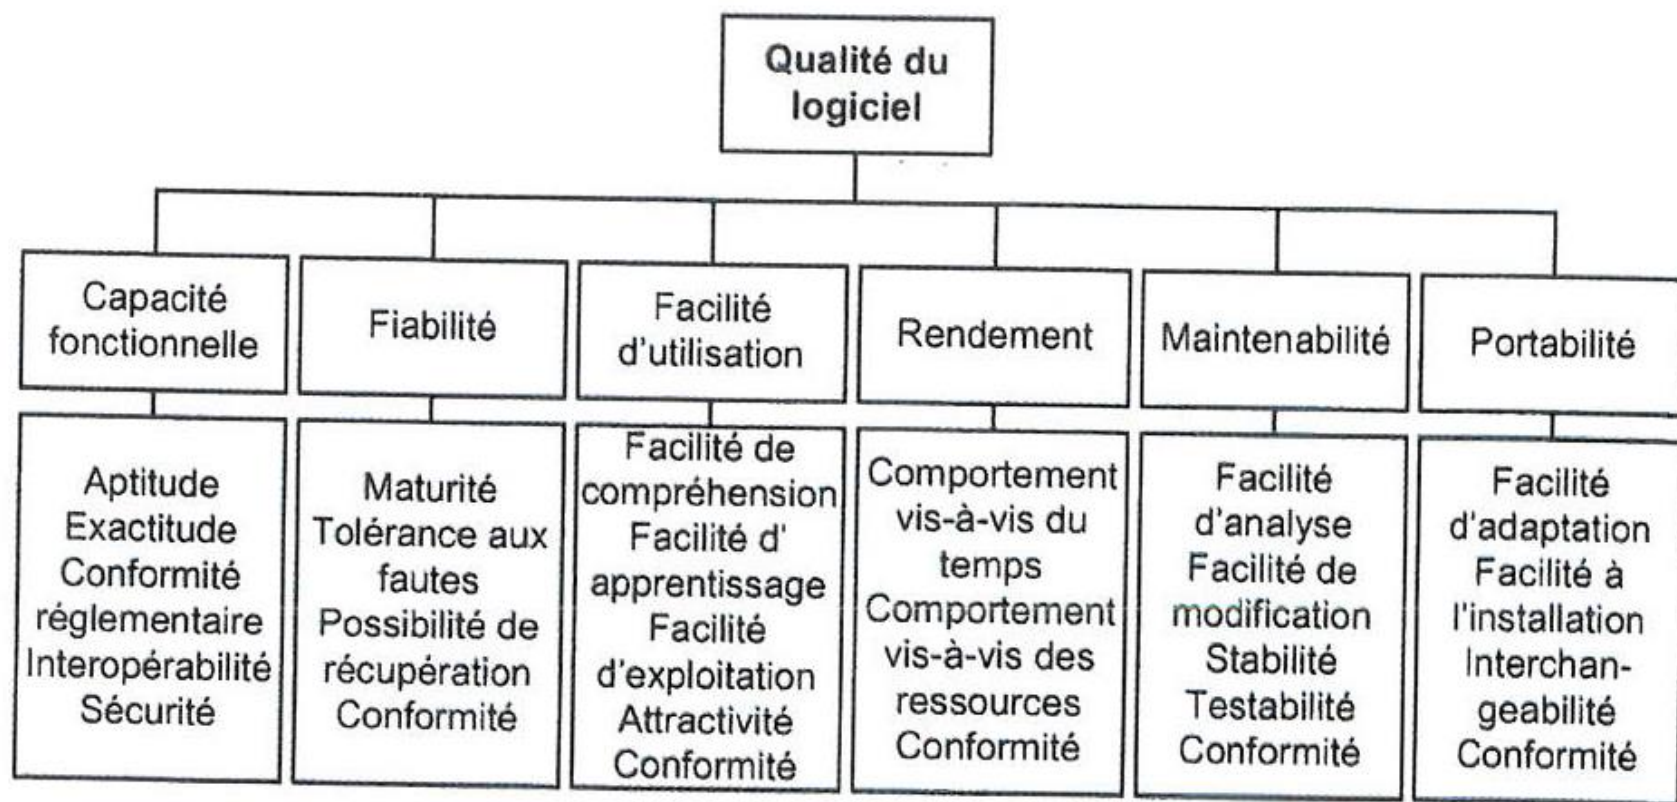 Qualité du
logiciel
Capacité
fonctionnelle
Fiabilité
Facilité
d'utilisation
Rendement
Maintenabilité
Portabilité
Aptitude
Exactitude
Conformité
réglementaire
Interopérabilité
Sécurité
Maturité
Tolérance aux
fautes
Possibilité de
récupération
Conformité
Facilité de
compréhension
Facilité d'
apprentissage
Facilité
d'exploitation
Attractivité
Conformité
Comportement
vis-à-vis du
temps
Comportement
vis-à-vis des
ressources
Conformité
Facilité
d'analyse
Facilité de
modification
Stabilité
Testabilité
Conformité
Facilité
d'adaptation
Facilité à
l'installation
Interchan-
geabilité
Conformité